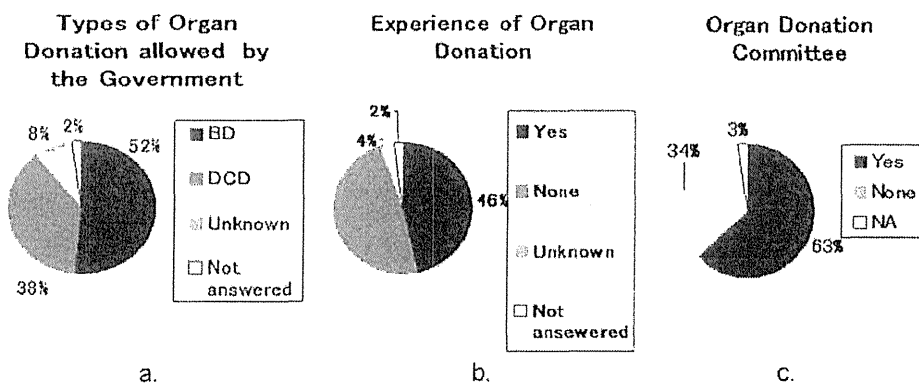 Types of Organ
Donation allowed by
the Government
8%
2%
52%
38%
BD
DCD
Unknown
Not
answered
a.
Experience of Organ
Donation
2%
4%
46%
Yes
None
Unknown
Not
ansewered
b.
Organ Donation
Committee
34%
3%
63%
Yes
None
NA
c.